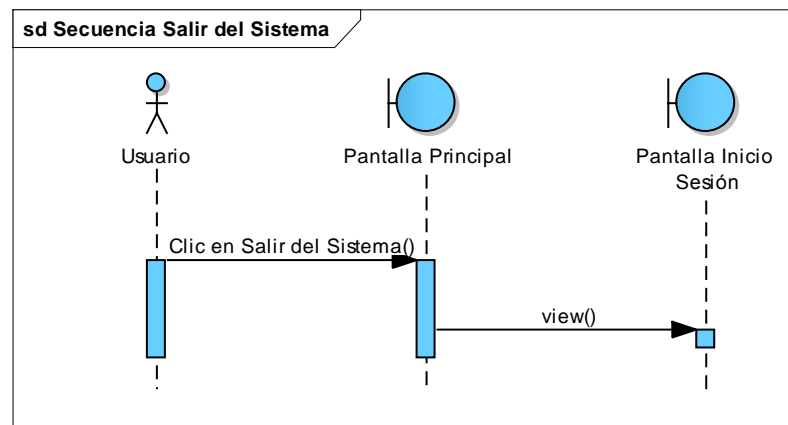 sd Secuencia Salir del Sistema
Usuario
Pantalla Principal
Pantalla Inicio
Sesión
Clic en Salir del Sistema()
view()